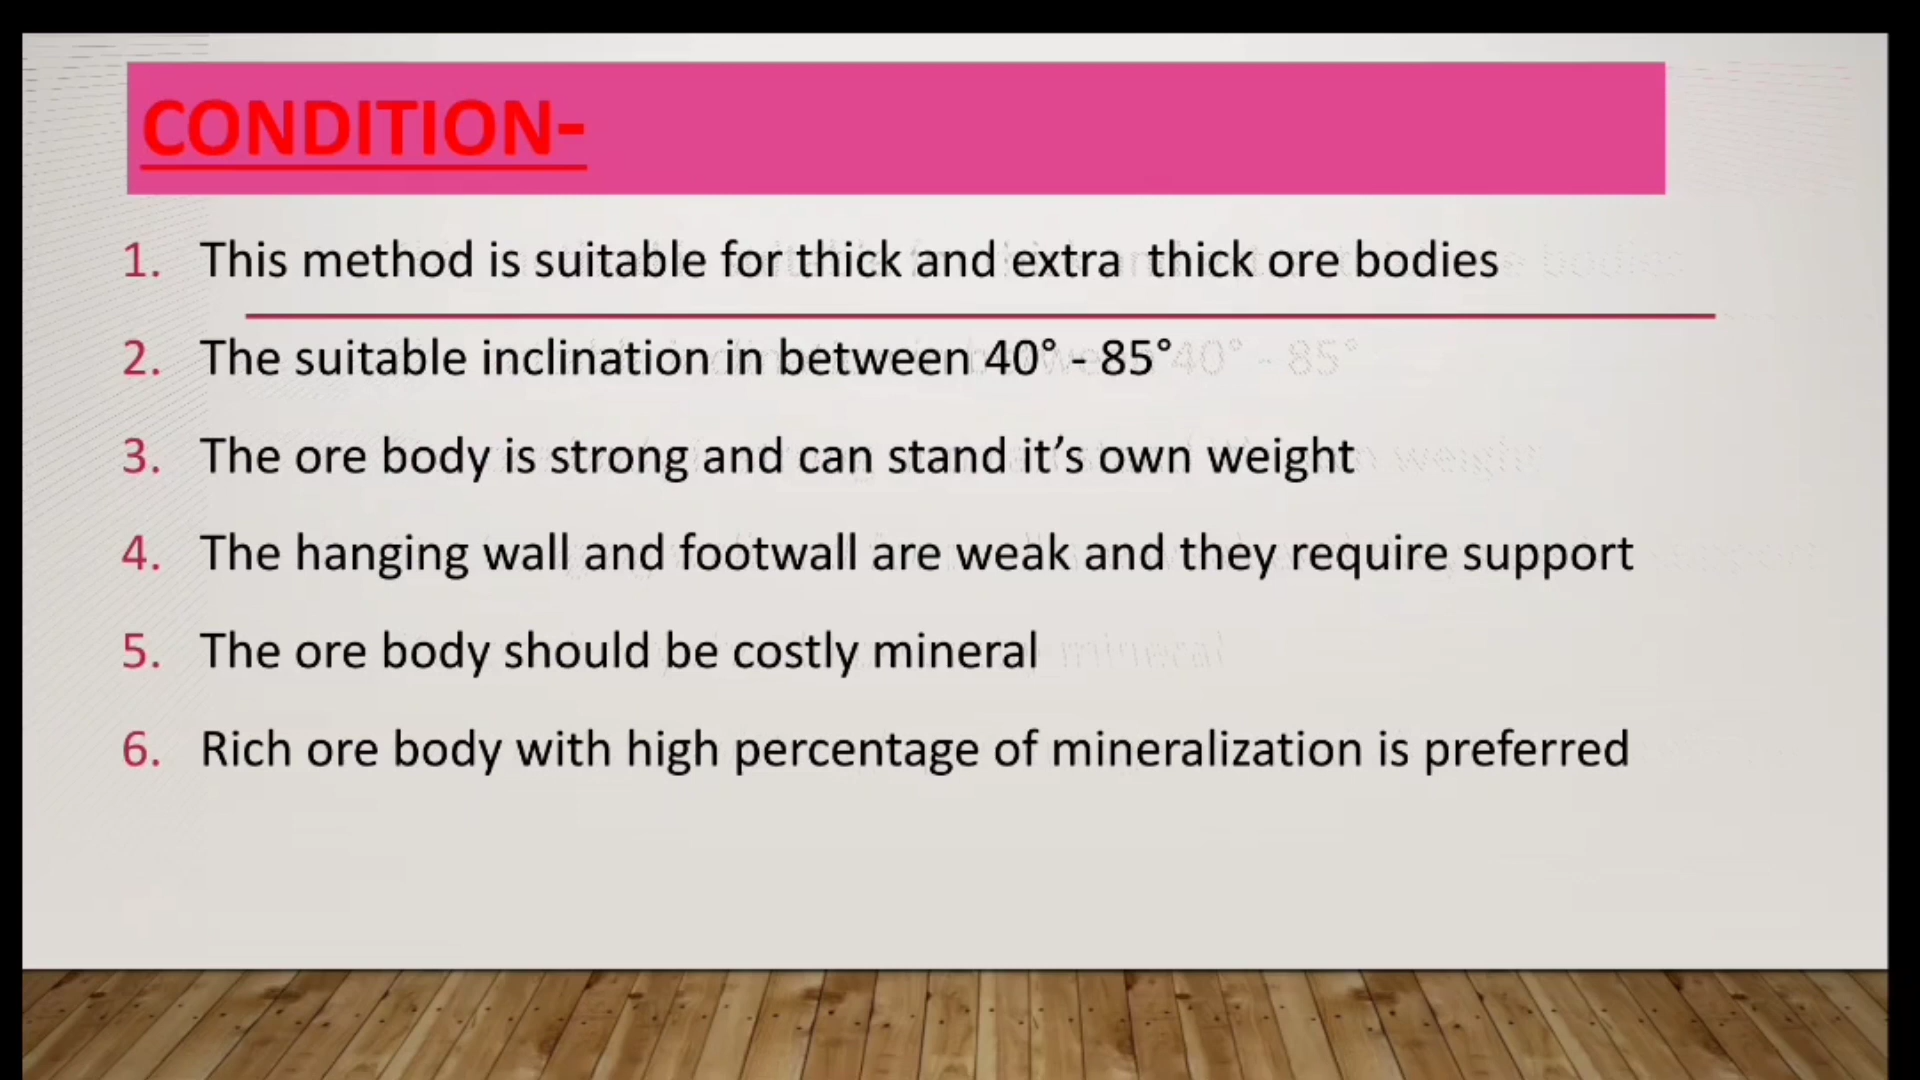 CONDITION-
1. This method is suitable for thick and extra thick ore bodies
2. The suitable inclination in between 40° - 85°
3. The ore body is strong and can stand it’s own weight
4. The hanging wall and footwall are weak and they require support
5. The ore body should be costly mineral
6. Rich ore body with high percentage of mineralization is preferred